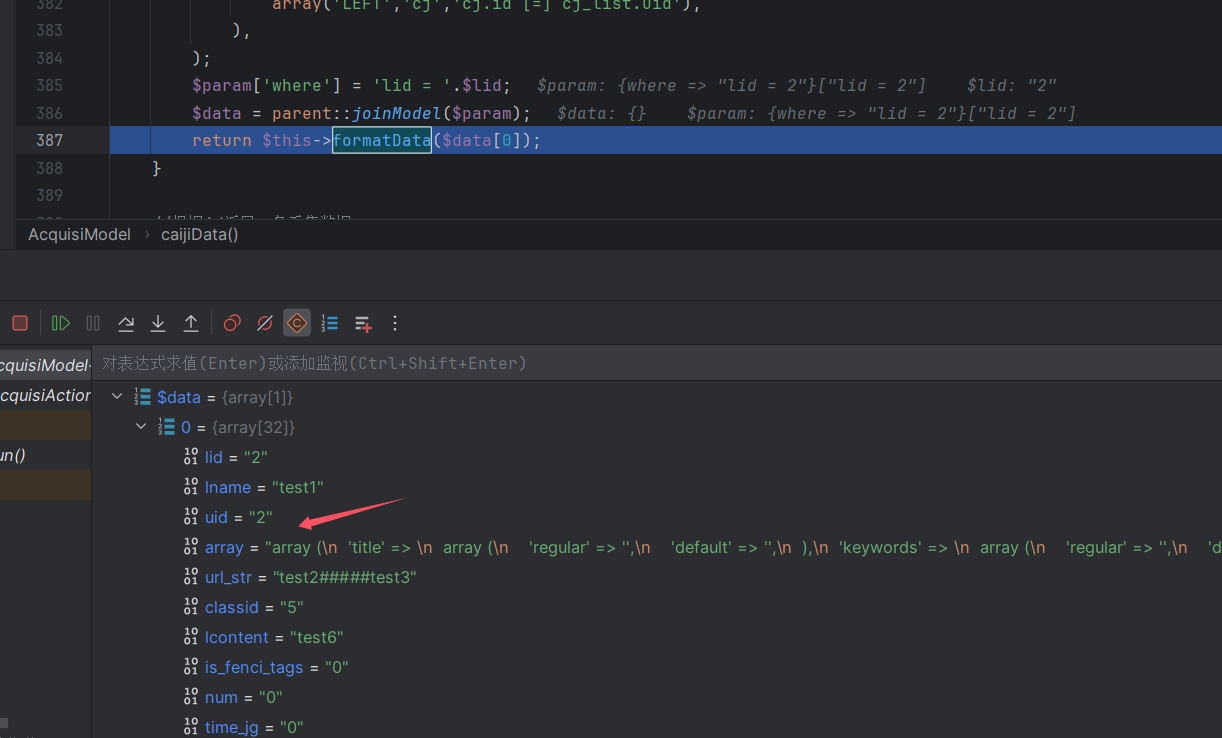 382 array('LEFT','cj','cj.id [=] cj_list.uid'),
383 ),
384 );
385 $param['where'] = 'lid = '.$lid; $param: {where => "lid = 2"}["lid = 2"] $lid: "2"
386 $data = parent::joinModel($param); $data: {} $param: {where => "lid = 2"}["lid = 2"]
387 return $this->formatData($data[0]);
388 }
389
AcquisiModel › caijiData()
cquisiModel- 对表达式求值(Enter)或添加监视(Ctrl+Shift+Enter)
cquisiAction
$data = {array[1]}
0 = {array[32]}
un()
lid = "2"
lname = "test1"
uid = "2"
array = "array (\n 'title' => \n array (\n 'regular' => '',\n 'default' => '',\n ),\n 'keywords' => \n array (\n 'regular' => '',\n 'd
url_str = "test2#####test3"
classid = "5"
lcontent = "test6"
is_fenci_tags = "0"
num = "0"
time_jg = "0"